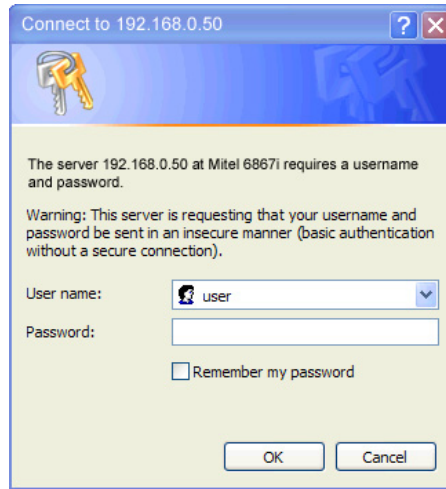 Connect to 192.168.0.50
?
X
The server 192.168.0.50 at Mitel 6867i requires a username
and password.
Warning: This server is requesting that your username and
password be sent in an insecure manner (basic authentication
without a secure connection).
User name:
user
Password:
Remember my password
OK
Cancel